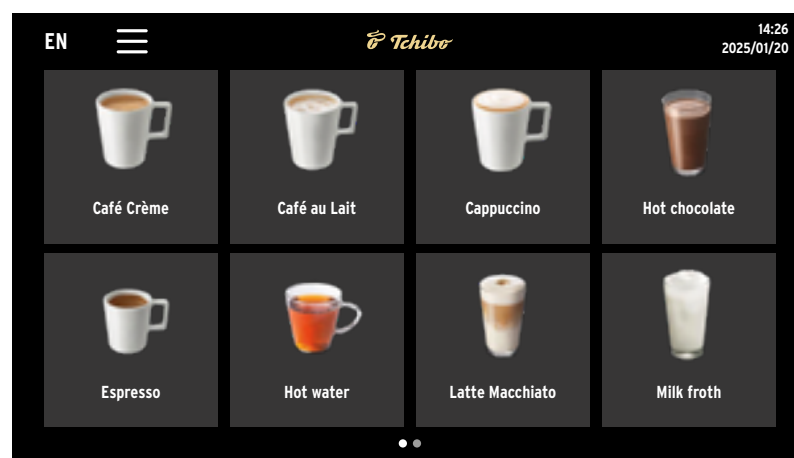 EN
Tchibo
14:26
2025/01/20
Café Crème
Café au Lait
Cappuccino
Hot chocolate
Espresso
Hot water
Latte Macchiato
Milk froth